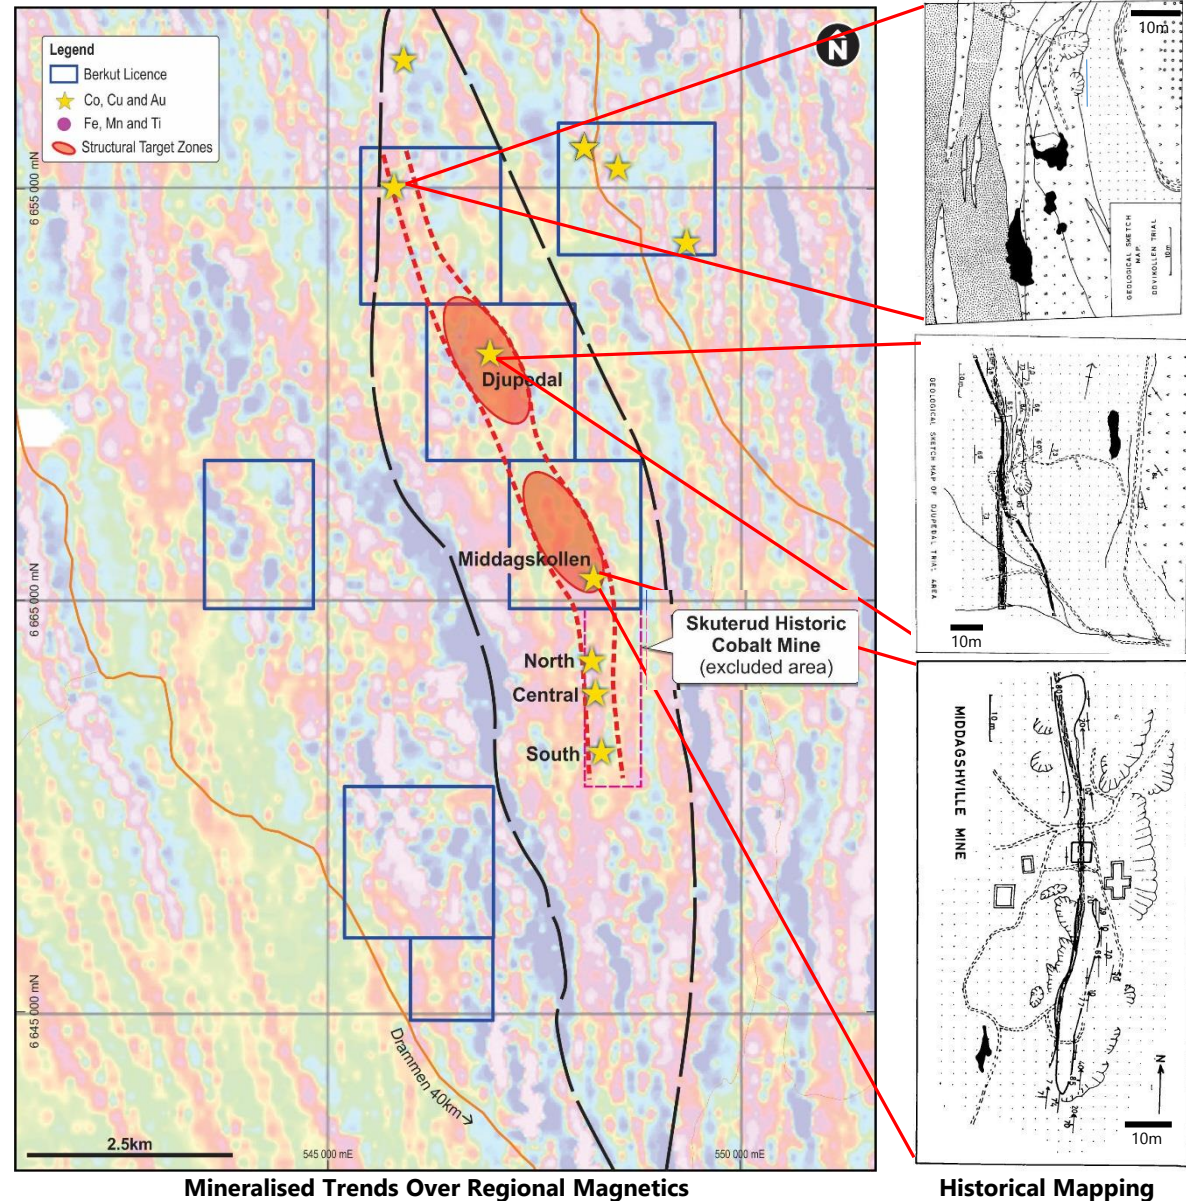 Legend
Berkut Licence
Co, Cu and Au
Fe, Mn and Ti
Structural Target Zones
N
6 655 000 mN
Djupedal
Middagskollen
6 665 000 mN
Skuterud Historic
Cobalt Mine
(excluded area)
North
Central
South
6 645 000 mN
Drammen 40km
2.5km
545 000 mE
550 000 mE
Mineralised Trends Over Regional Magnetics
10m
GEOLOGICAL SKETCH
MAP
DOVIKOLLEN TRIAL
10m
GEOLOGICAL SKETCH MAP OF DJUPEDAL TRIAL AREA
10m
10m
MIDDAGSHVILE MINE
10m
N
10m
Historical Mapping